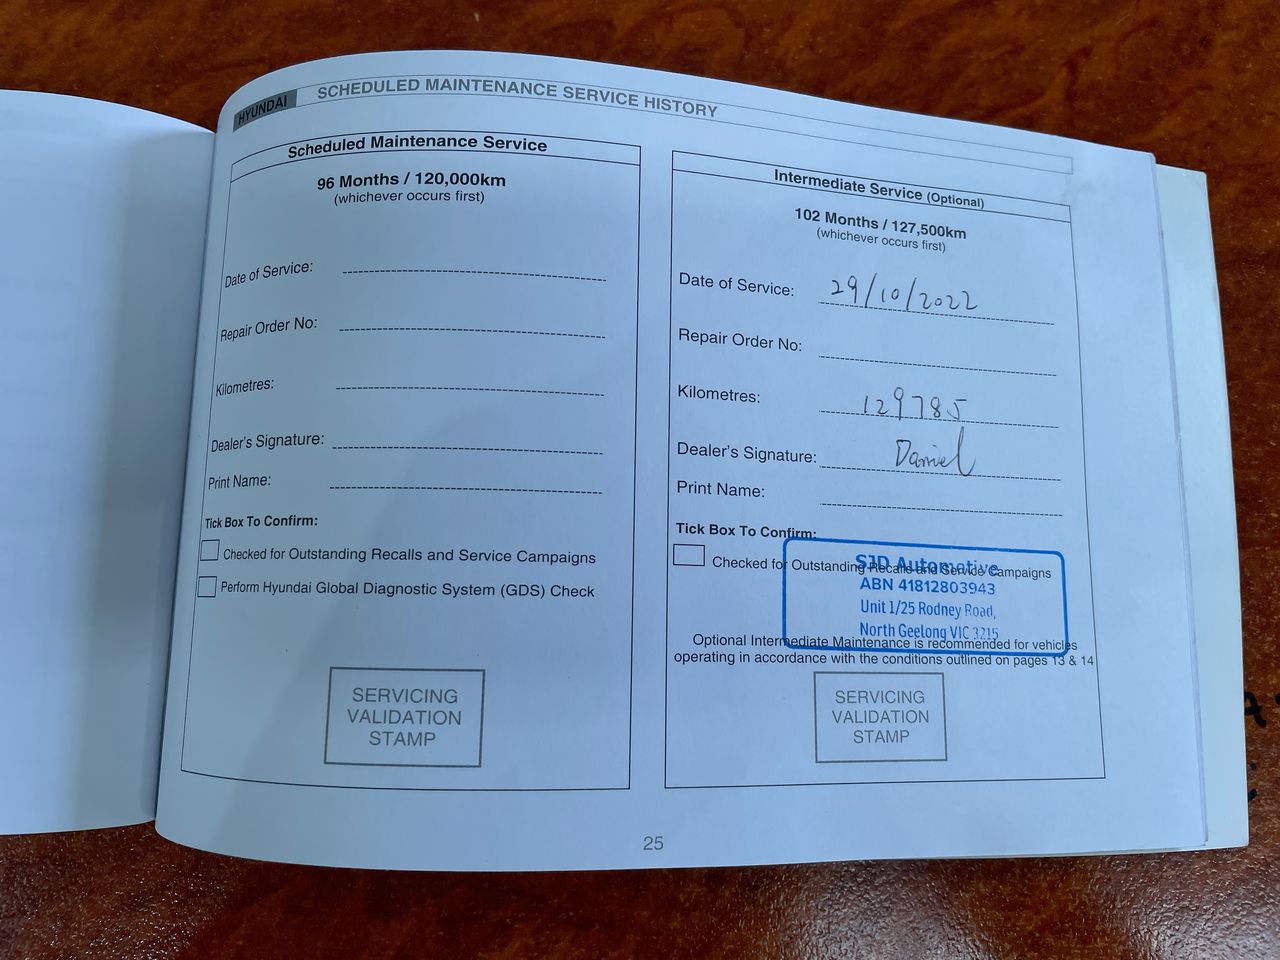 HYUNDAI
SCHEDULED MAINTENANCE SERVICE HISTORY
Scheduled Maintenance Service
96 Months / 120,000km
(whichever occurs first)
Date of Service:
Repair Order No:
Kilometres:
Dealer's Signature:
Print Name:
Tick Box To Confirm:
Checked for Outstanding Recalls and Service Campaigns
Perform Hyundai Global Diagnostic System (GDS) Check
SERVICING
VALIDATION
STAMP
Intermediate Service (Optional)
102 Months / 127,500km
(whichever occurs first)
Date of Service: 29/10/2022
Repair Order No:
Kilometres: 129785
Dealer's Signature: Daniel
Print Name:
Tick Box To Confirm:
Checked for Outstanding Recalls and Service Campaigns
SJD Automotive
ABN 41812803943
Unit 1/25 Rodney Road,
North Geelong VIC 3215
Optional Intermediate Maintenance is recommended for vehicles
operating in accordance with the conditions outlined on pages 13 & 14
SERVICING
VALIDATION
STAMP
25